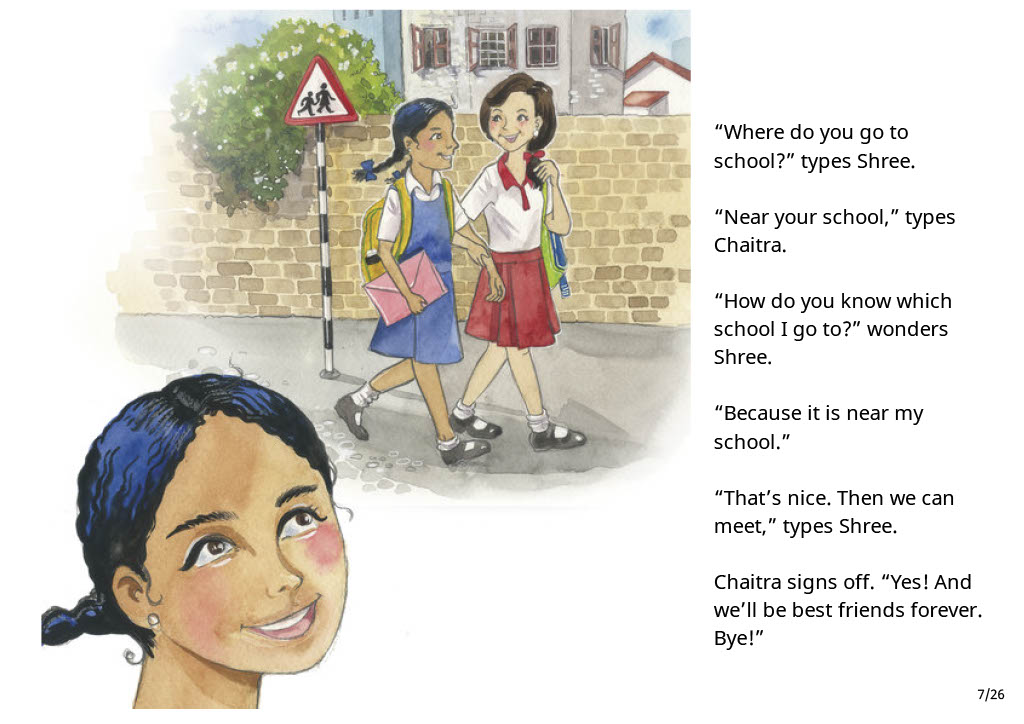 “Where do you go to
school?” types Shree.
“Near your school,” types
Chaitra.
“How do you know which
school I go to?” wonders
Shree.
“Because it is near my
school.”
“That’s nice. Then we can
meet,” types Shree.
Chaitra signs off. “Yes! And
we’ll be best friends forever.
Bye!”
7/26